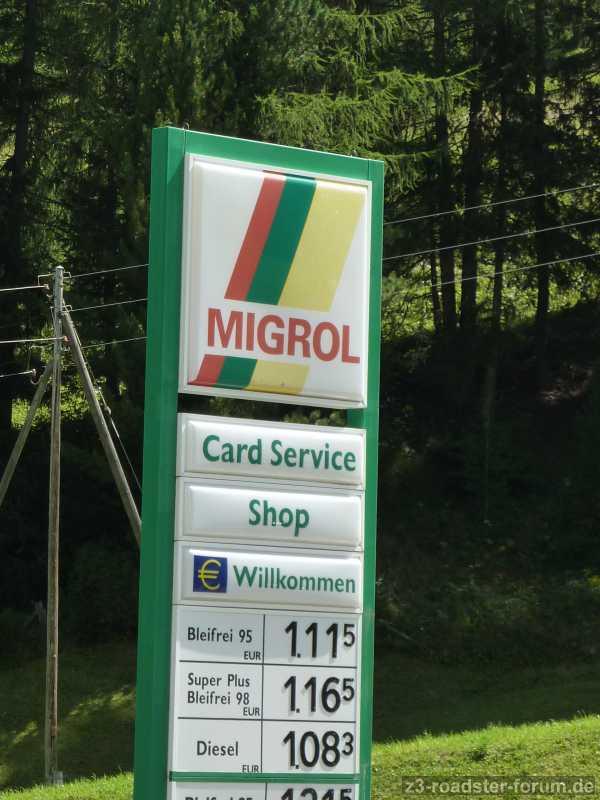 MIGROL
Card Service
Shop
€ Willkommen
Bleifrei 95 EUR 1.11⁵
Super Plus
Bleifrei 98 EUR 1.16⁵
Diesel EUR 1.08³
z3-roadster-forum.de